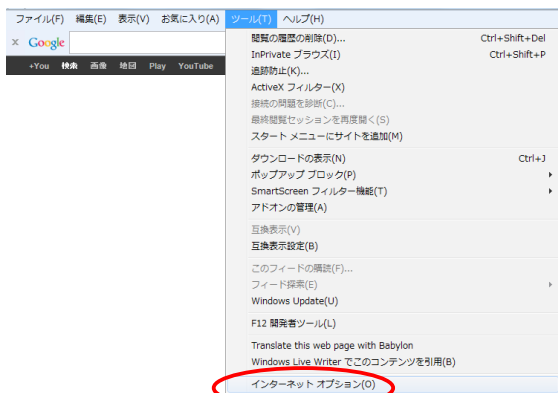 ファイル(F) 編集(E) 表示(V) お気に入り(A) ツール(T) ヘルプ(H)
x Google
+You 検索 画像 地図 Play YouTube
閲覧の履歴の削除(D)... Ctrl+Shift+Del
InPrivate ブラウズ(I) Ctrl+Shift+P
追跡防止(K)...
ActiveX フィルター(X)
接続の問題を診断(C)...
最終閲覧セッションを再度開く(S)
スタート メニューにサイトを追加(M)
ダウンロードの表示(N) Ctrl+J
ポップアップ ブロック(P)
SmartScreen フィルター機能(T)
アドオンの管理(A)
互換表示(V)
互換表示設定(B)
このフィードの購読(F)...
フィード探索(E)
Windows Update(U)
F12 開発者ツール(L)
Translate this web page with Babylon
Windows Live Writer でこのコンテンツを引用(B)
インターネット オプション(O)